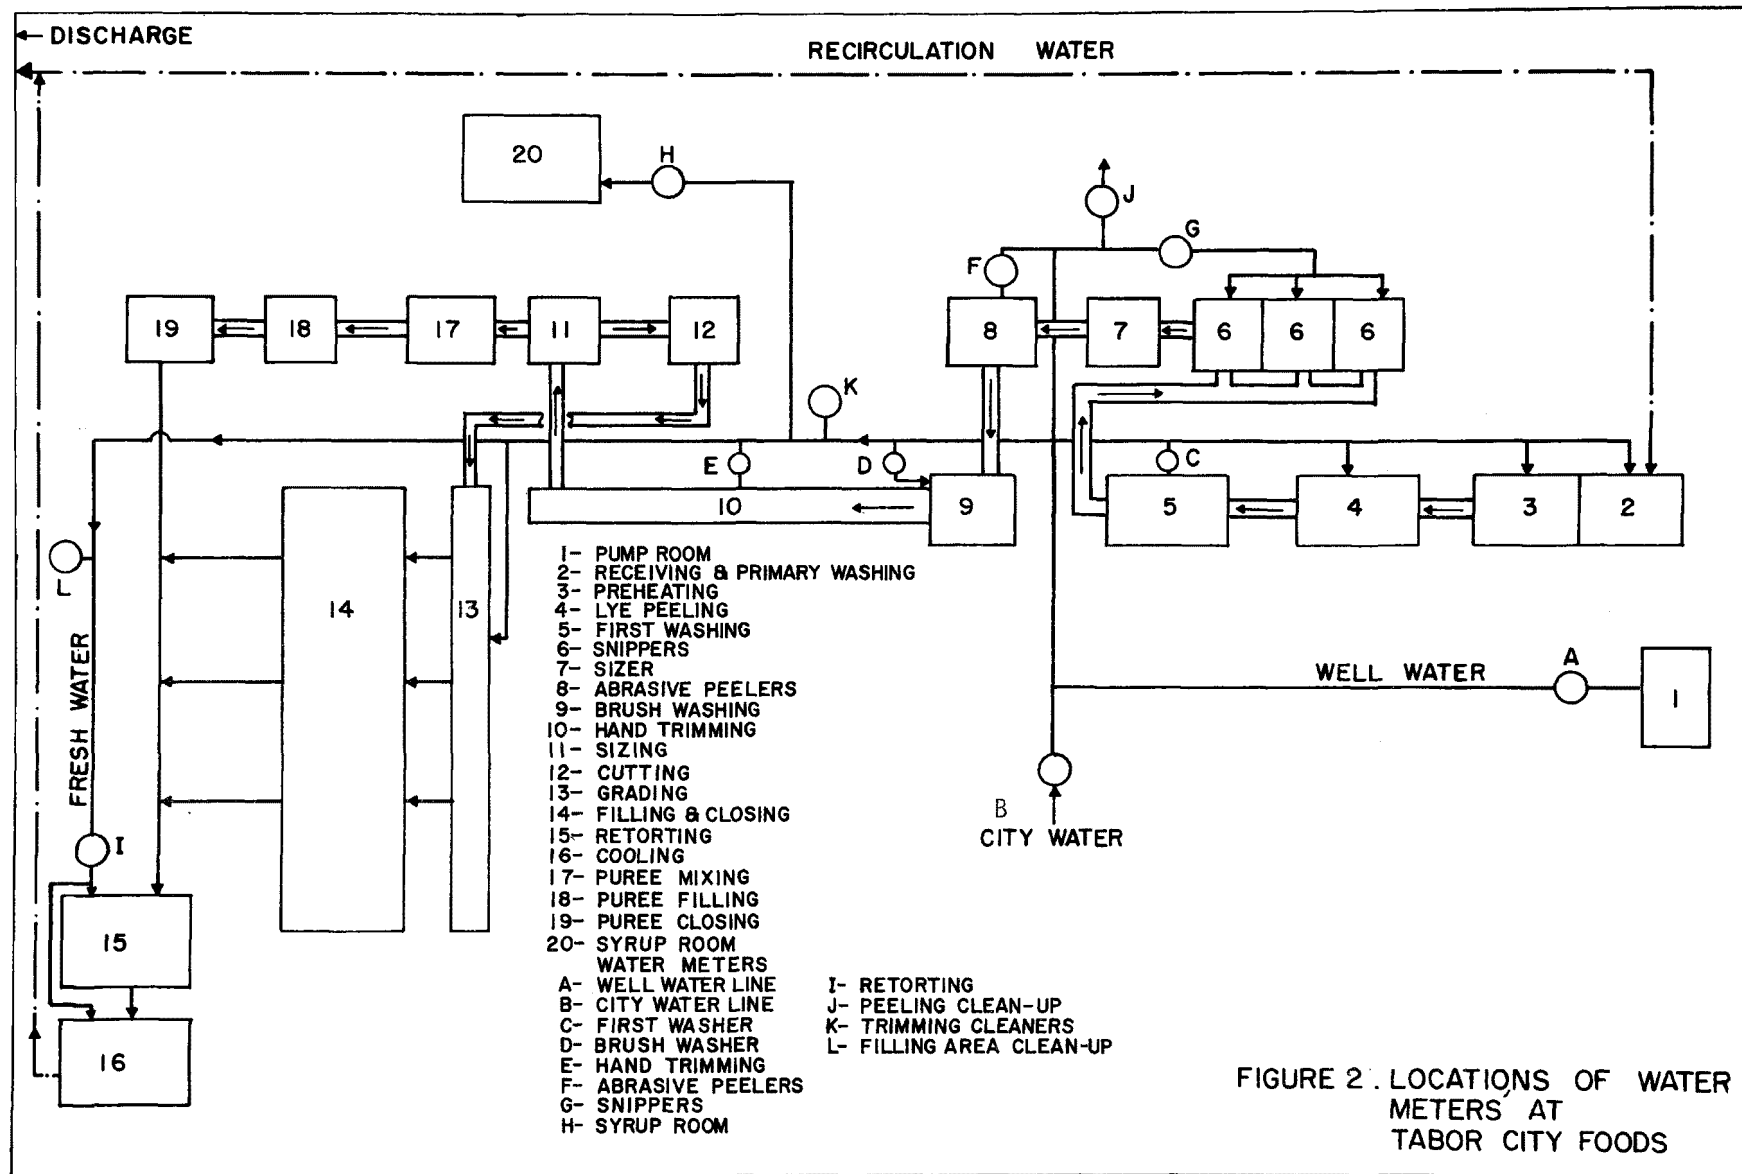 DISCHARGE
RECIRCULATION WATER
20
H
J
G
F
19
18
17
11
12
8
7
6
6
6
K
E
D
C
10
9
5
4
3
2
L
14
13
FRESH WATER
I
15
16
A
WELL WATER
1
B
CITY WATER
1- PUMP ROOM
2- RECEIVING & PRIMARY WASHING
3- PREHEATING
4- LYE PEELING
5- FIRST WASHING
6- SNIPPERS
7- SIZER
8- ABRASIVE PEELERS
9- BRUSH WASHING
10- HAND TRIMMING
11- SIZING
12- CUTTING
13- GRADING
14- FILLING & CLOSING
15- RETORTING
16- COOLING
17- PUREE MIXING
18- PUREE FILLING
19- PUREE CLOSING
20- SYRUP ROOM
WATER METERS
A- WELL WATER LINE
B- CITY WATER LINE
C- FIRST WASHER
D- BRUSH WASHER
E- HAND TRIMMING
F- ABRASIVE PEELERS
G- SNIPPERS
H- SYRUP ROOM
I- RETORTING
J- PEELING CLEAN-UP
K- TRIMMING CLEANERS
L- FILLING AREA CLEAN-UP
FIGURE 2. LOCATIONS OF WATER
METERS, AT
TABOR CITY FOODS